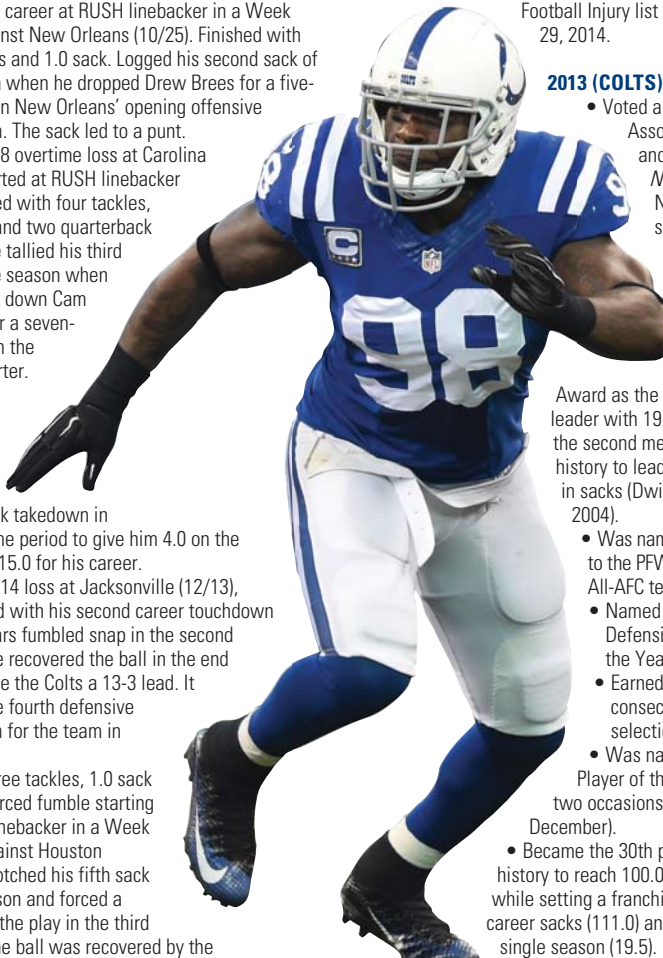 career at RUSH linebacker in a Week
nst New Orleans (10/25). Finished with
s and 1.0 sack. Logged his second sack of
when he dropped Drew Brees for a five-
n New Orleans’ opening offensive
The sack led to a punt.
8 overtime loss at Carolina
rted at RUSH linebacker
ed with four tackles,
and two quarterback
e tallied his third
e season when
t down Cam
r a seven-
n the
rter.
k takedown in
ne period to give him 4.0 on the
15.0 for his career.
14 loss at Jacksonville (12/13),
d with his second career touchdown
ars fumbled snap in the second
e recovered the ball in the end
ve the Colts a 13-3 lead. It
e fourth defensive
n for the team in
ree tackles, 1.0 sack
orced fumble starting
nebacker in a Week
ainst Houston
otched his fifth sack
son and forced a
the play in the third
he ball was recovered by the
COLTS
98
C
NFL
98
9
Football Injury list
29, 2014.
2013 (COLTS)
• Voted a
Asso
and
M
N
s
Award as the
leader with 19
the second me
history to lead
in sacks (Dwi
2004).
• Was nam
to the PFW
All-AFC te
• Named
Defensi
the Yea
• Earned
consec
selecti
• Was na
Player of th
two occasions
December).
• Became the 30th p
history to reach 100.0
while setting a franchi
career sacks (111.0) an
single season (19.5).